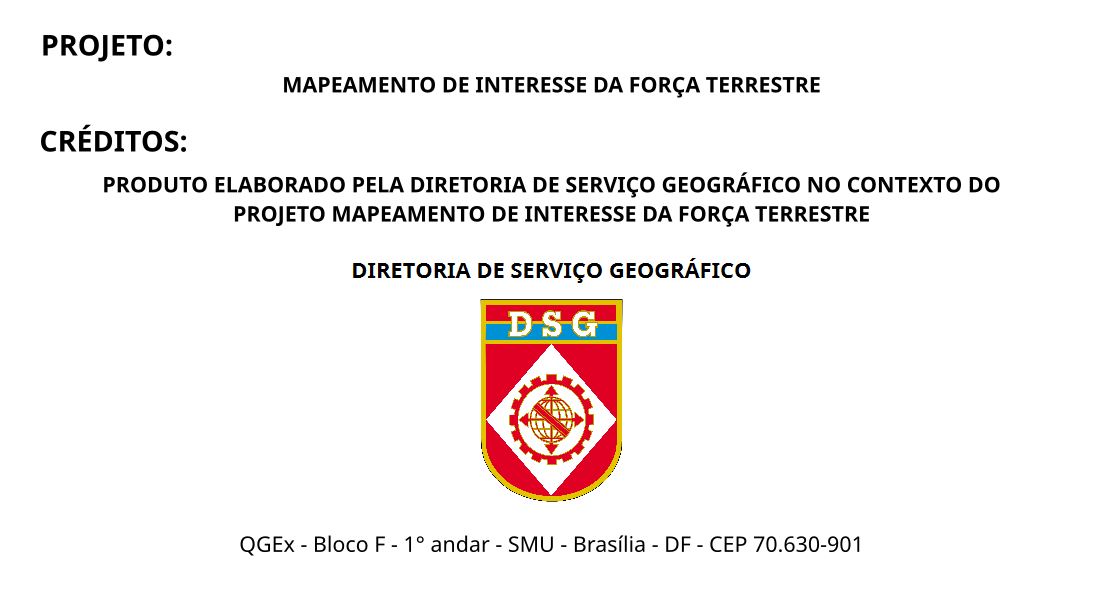 PROJETO:
MAPEAMENTO DE INTERESSE DA FORÇA TERRESTRE
CRÉDITOS:
PRODUTO ELABORADO PELA DIRETORIA DE SERVIÇO GEOGRÁFICO NO CONTEXTO DO
PROJETO MAPEAMENTO DE INTERESSE DA FORÇA TERRESTRE
DIRETORIA DE SERVIÇO GEOGRÁFICO
DSG
QGEx - Bloco F - 1° andar - SMU - Brasília - DF - CEP 70.630-901